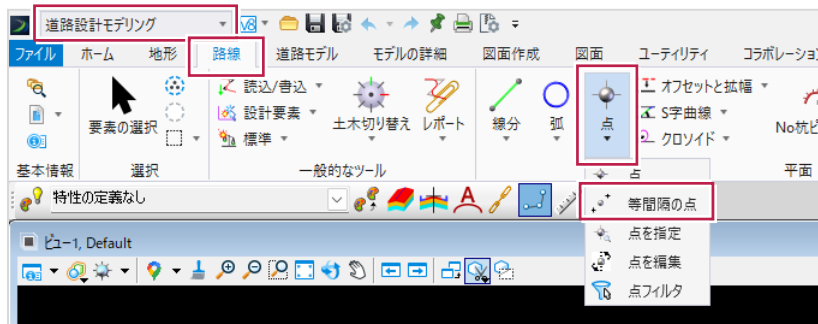 道路設計モデリング
ファイル ホーム 地形 路線 道路モデル モデルの詳細 図面作成 図面 ユーティリティ コラボレーション
読込/書込 オフセットと拡幅
設計要素 S字曲線
標準 クロソイド
要素の選択 土木切り替え レポート 線分 弧 点 No杭ピ
基本情報 選択 一般的なツール 平面
点
特性の定義なし
等間隔の点
点を指定
点を編集
点フィルタ
ビュー1, Default